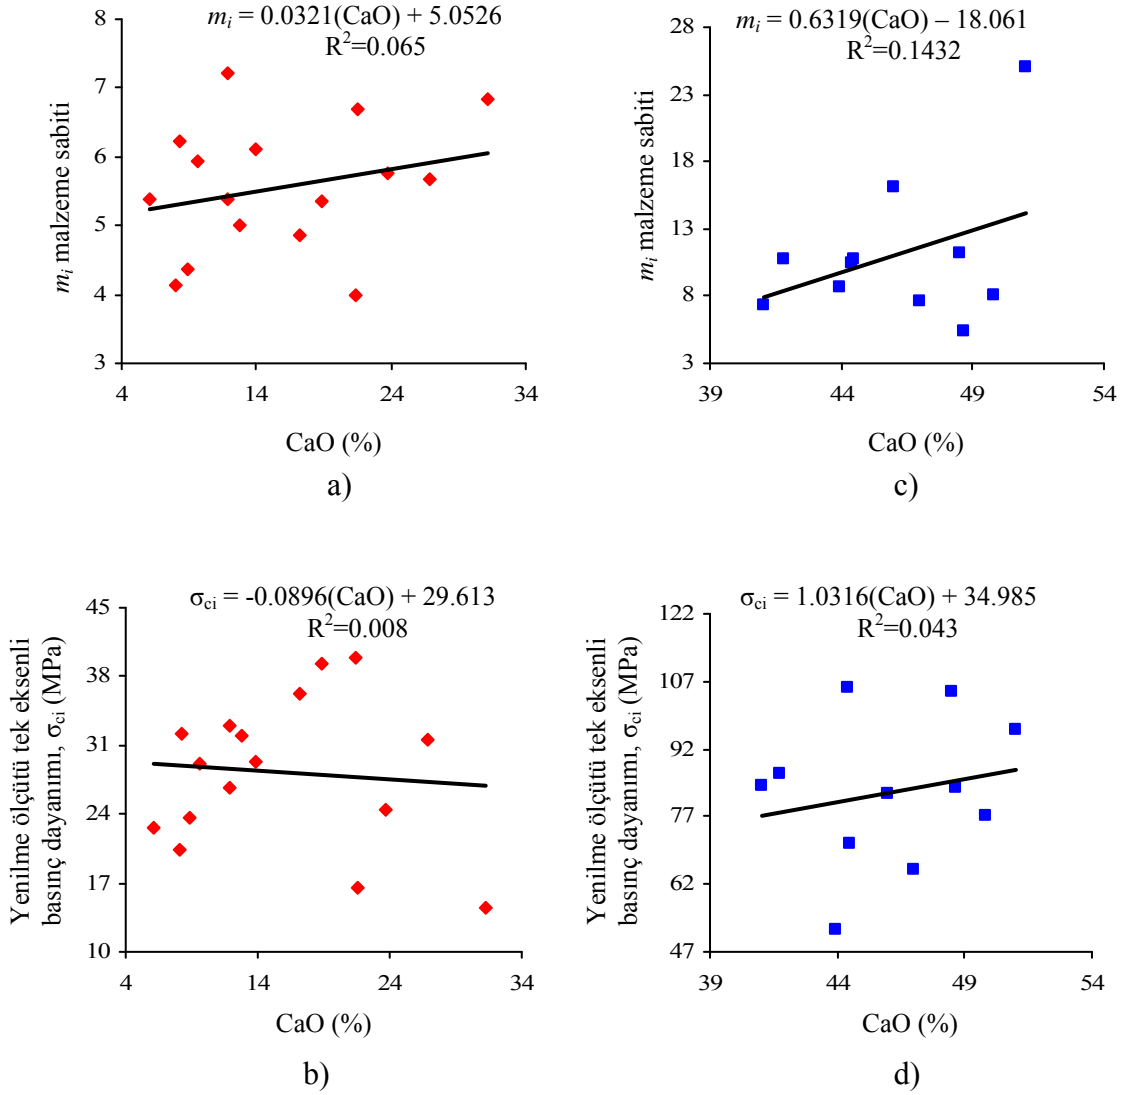 m_i = 0.0321(CaO) + 5.0526
R²=0.065
8
7
6
5
4
3
m_i malzeme sabiti
4 14 24 34
CaO (%)
a)
m_i = 0.6319(CaO) – 18.061
R²=0.1432
28
23
18
13
8
3
m_i malzeme sabiti
39 44 49 54
CaO (%)
c)
σ_ci = -0.0896(CaO) + 29.613
R²=0.008
45
38
31
24
17
10
Yenilme ölçütü tek eksenli
basınç dayanımı, σ_ci (MPa)
4 14 24 34
CaO (%)
b)
σ_ci = 1.0316(CaO) + 34.985
R²=0.043
122
107
92
77
62
47
Yenilme ölçütü tek eksenli
basınç dayanımı, σ_ci (MPa)
39 44 49 54
CaO (%)
d)